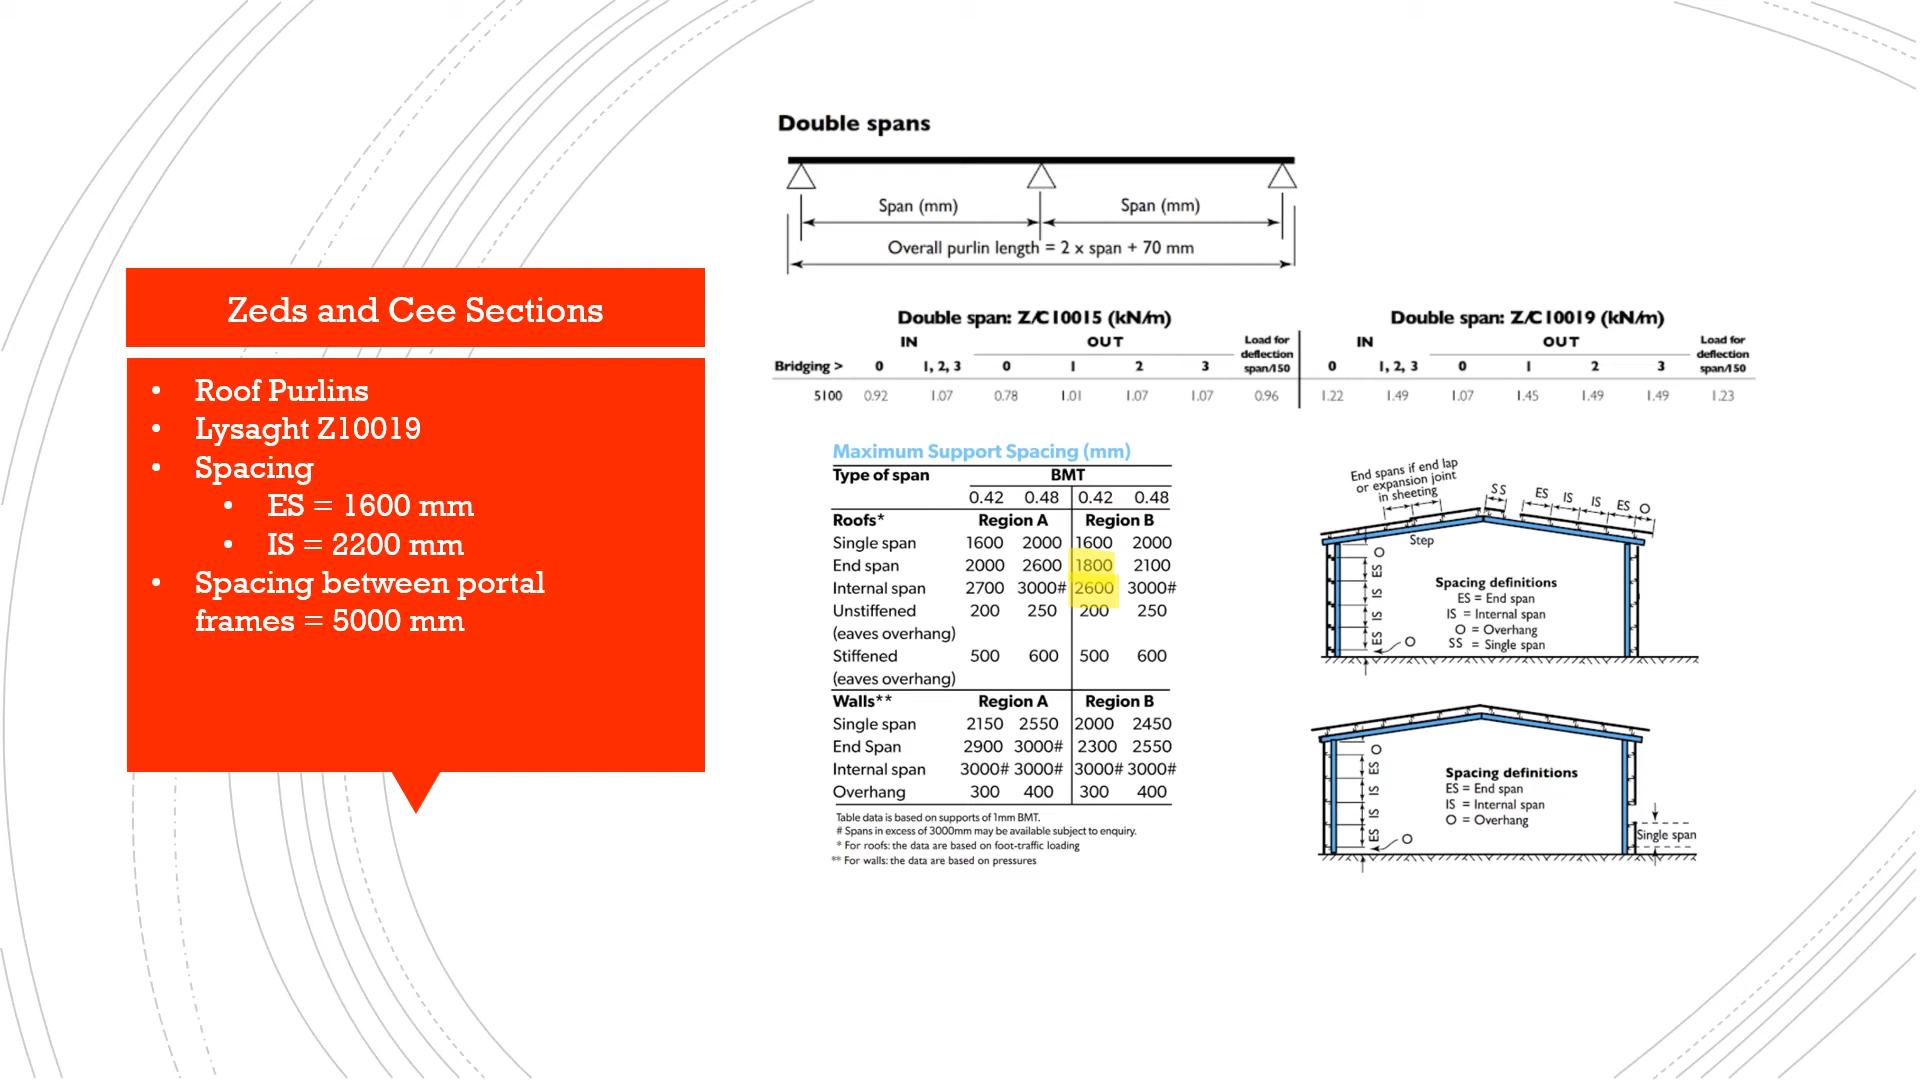 Zeds and Cee Sections
• Roof Purlins
• Lysaght Z10019
• Spacing
• ES = 1600 mm
• IS = 2200 mm
• Spacing between portal
frames = 5000 mm
Double spans
Span (mm) Span (mm)
Overall purlin length = 2 x span + 70 mm
Double span: Z/C10015 (kN/m) Double span: Z/C10019 (kN/m)
IN OUT Load for deflection span/150 IN OUT Load for deflection span/150
Bridging > 0 1, 2, 3 0 1 2 3 0 1, 2, 3 0 1 2 3
5100 0.92 1.07 0.78 1.01 1.07 1.07 0.96 1.22 1.49 1.07 1.45 1.49 1.49 1.23
Maximum Support Spacing (mm)
Type of span BMT
0.42 0.48 0.42 0.48
Roofs* Region A Region B
Single span 1600 2000 1600 2000
End span 2000 2600 1800 2100
Internal span 2700 3000# 2600 3000#
Unstiffened 200 250 200 250
(eaves overhang)
Stiffened 500 600 500 600
(eaves overhang)
Walls** Region A Region B
Single span 2150 2550 2000 2450
End Span 2900 3000# 2300 2550
Internal span 3000# 3000# 3000# 3000#
Overhang 300 400 300 400
Table data is based on supports of 1mm BMT.
# Spans in excess of 3000mm may be available subject to enquiry.
* For roofs: the data are based on foot-traffic loading
** For walls: the data are based on pressures
End spans if end lap
or expansion joint
in sheeting
SS ES IS IS ES O
Step
O
ES
IS
IS
ES
O
Spacing definitions
ES = End span
IS = Internal span
O = Overhang
SS = Single span
O
ES
IS
IS
ES
O
Spacing definitions
ES = End span
IS = Internal span
O = Overhang
Single span